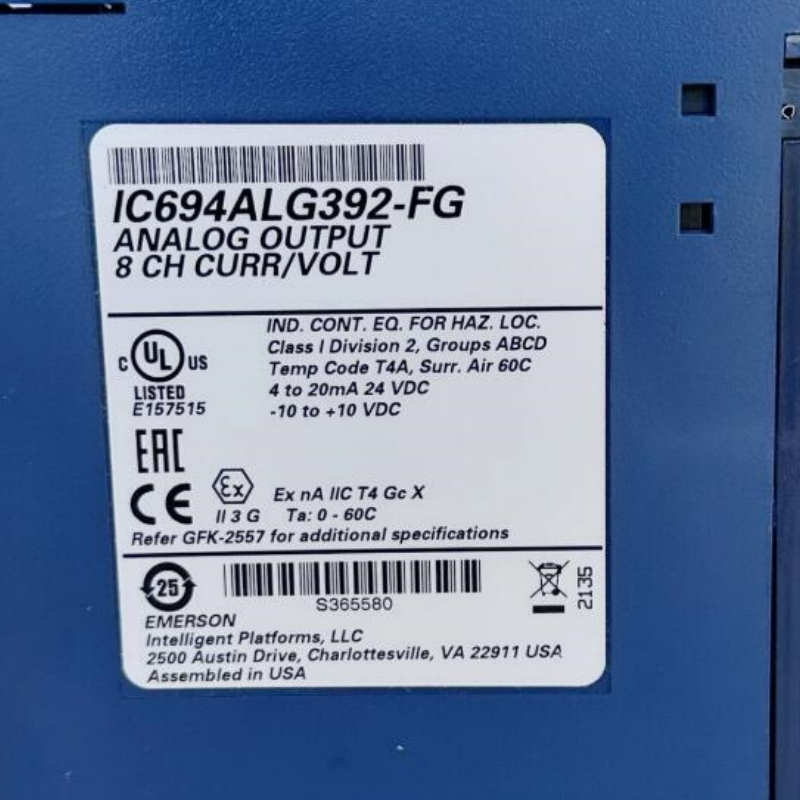 IC694ALG392-FG
ANALOG OUTPUT
8 CH CURR/VOLT
IND. CONT. EQ. FOR HAZ. LOC.
Class I Division 2, Groups ABCD
Temp Code T4A, Surr. Air 60C
4 to 20mA 24 VDC
-10 to +10 VDC
C UL US
LISTED
E157515
EAC
CE Ex Ex nA IIC T4 Gc X
II 3 G Ta: 0 - 60C
Refer GFK-2557 for additional specifications
25
S365580
2135
EMERSON
Intelligent Platforms, LLC
2500 Austin Drive, Charlottesville, VA 22911 USA
Assembled in USA